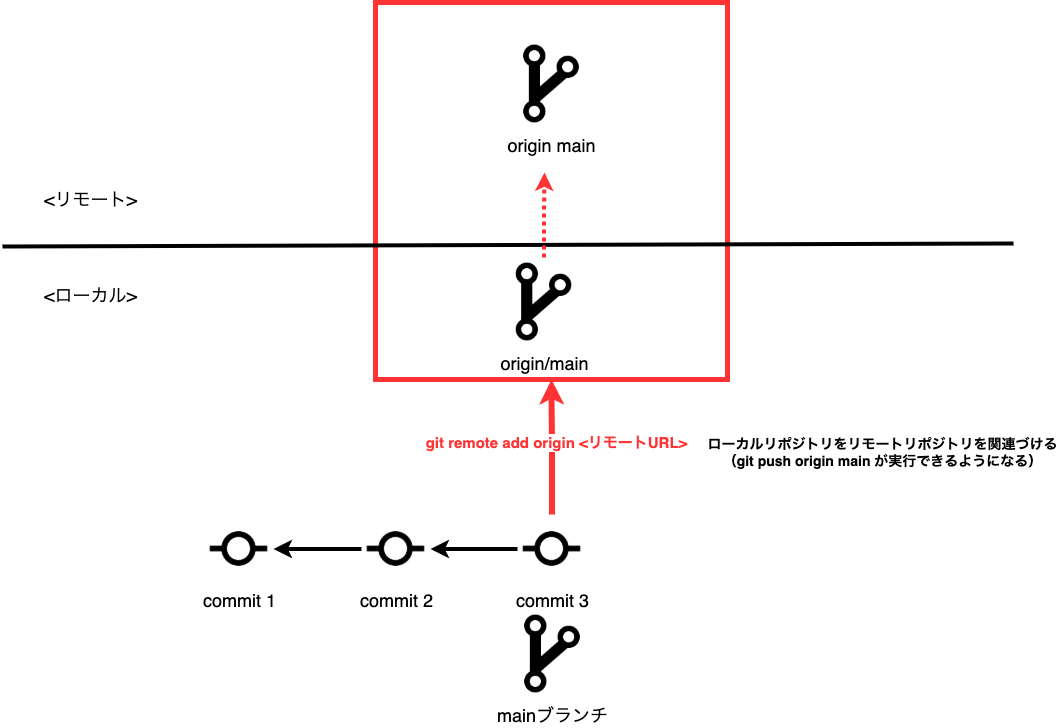 origin main
<リモート>
<ローカル>
origin/main
git remote add origin <リモートURL>
ローカルリポジトリをリモートリポジトリを関連づける
（git push origin main が実行できるようになる）
commit 1
commit 2
commit 3
mainブランチ